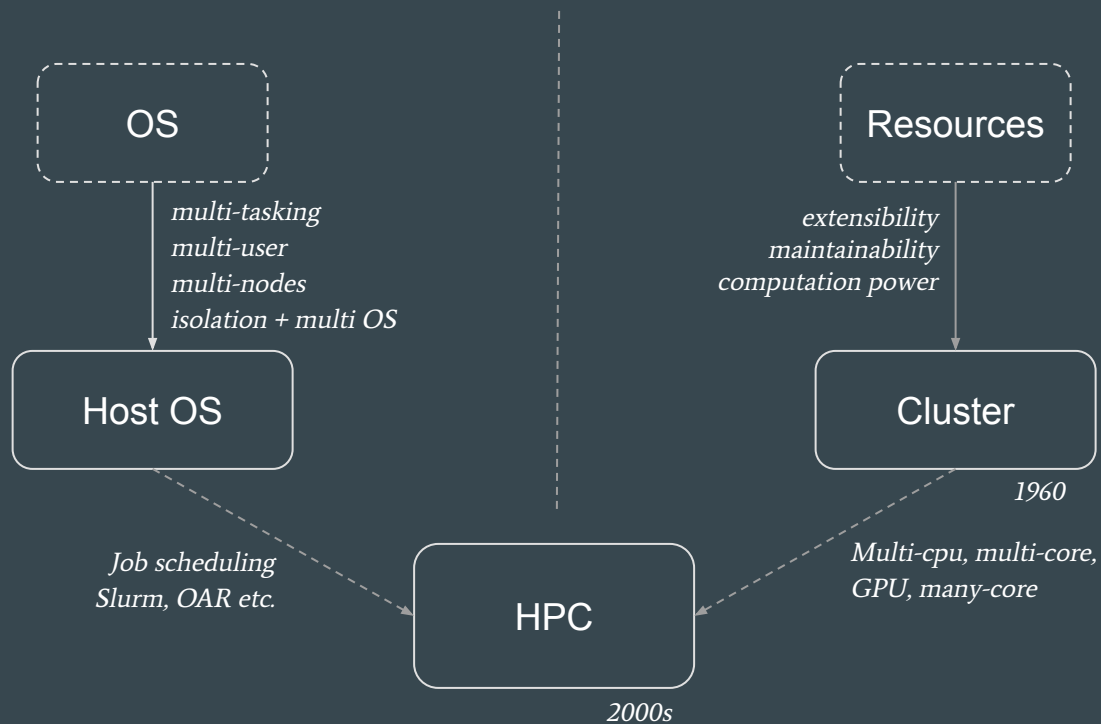 OS
Resources
multi-tasking
multi-user
multi-nodes
isolation + multi OS
extensibility
maintainability
computation power
Host OS
Cluster
1960
Job scheduling
Slurm, OAR etc.
Multi-cpu, multi-core,
GPU, many-core
HPC
2000s